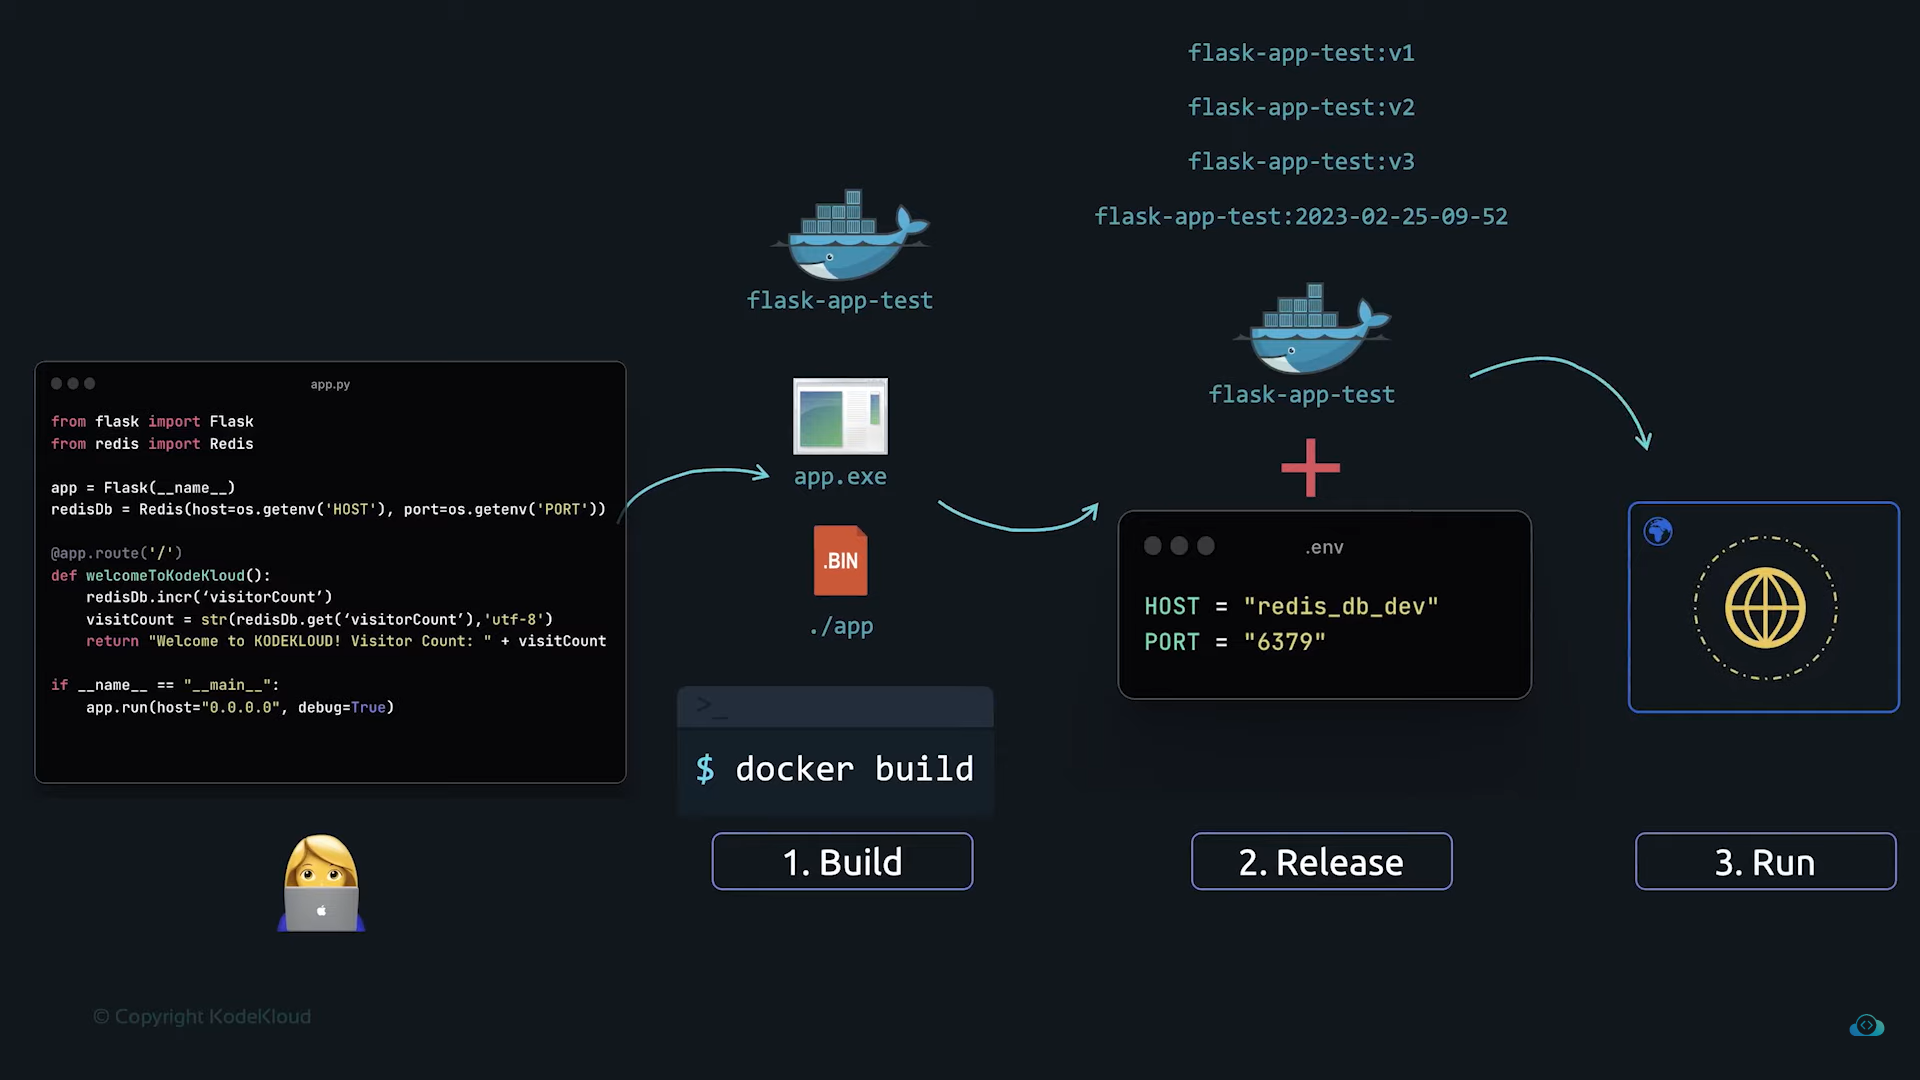 flask-app-test:v1
flask-app-test:v2
flask-app-test:v3
flask-app-test:2023-02-25-09-52
flask-app-test
flask-app-test
app.py
from flask import Flask
from redis import Redis
app = Flask(__name__)
redisDb = Redis(host=os.getenv('HOST'), port=os.getenv('PORT'))
@app.route('/')
def welcomeToKodeKloud():
    redisDb.incr(‘visitorCount’)
    visitCount = str(redisDb.get(‘visitorCount’),'utf-8')
    return "Welcome to KODEKLOUD! Visitor Count: " + visitCount
if __name__ == "__main__":
    app.run(host="0.0.0.0", debug=True)
app.exe
.BIN
./app
>_
$ docker build
.env
HOST = "redis_db_dev"
PORT = "6379"
1. Build
2. Release
3. Run
© Copyright KodeKloud